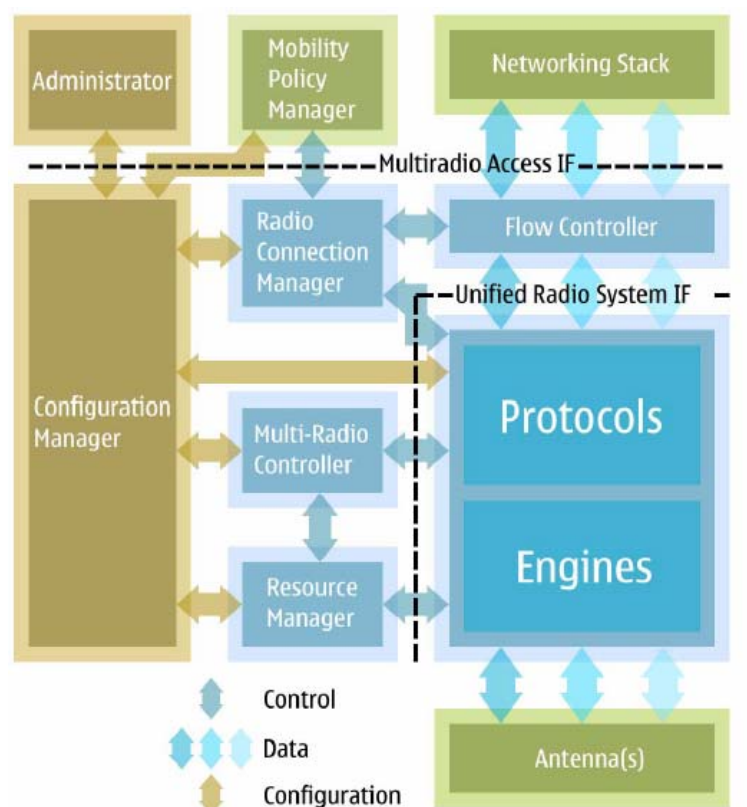 Administrator
Mobility
Policy
Manager
Networking Stack
Multiradio Access IF
Radio
Connection
Manager
Flow Controller
Unified Radio System IF
Configuration
Manager
Protocols
Multi-Radio
Controller
Engines
Resource
Manager
Control
Data
Configuration
Antenna(s)